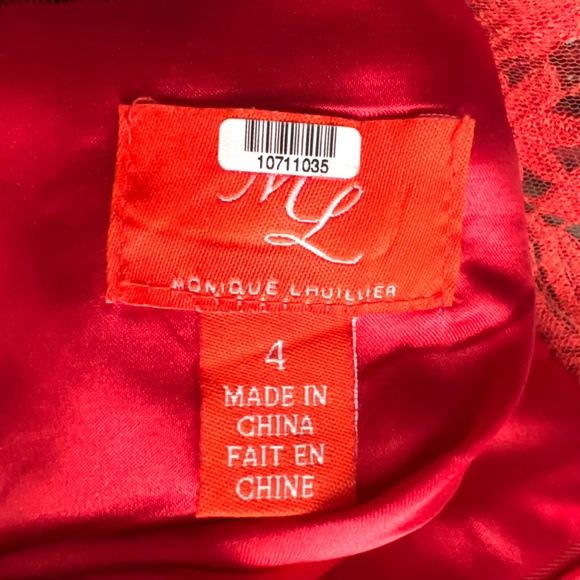 10711035
ML
MONIQUE LHUILLIER
4
MADE IN
CHINA
FAIT EN
CHINE